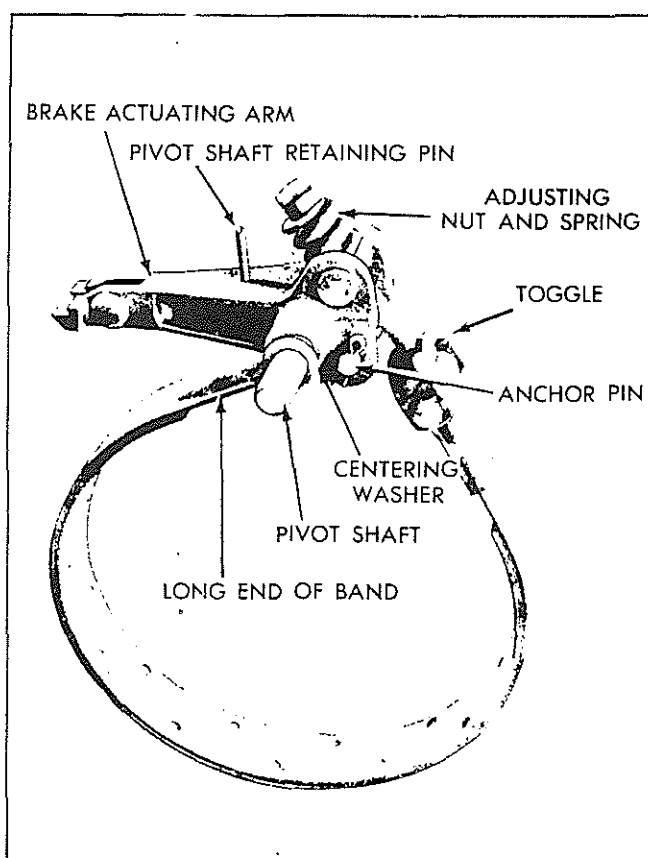 BRAKE ACTUATING ARM
PIVOT SHAFT RETAINING PIN
ADJUSTING
NUT AND SPRING
TOGGLE
ANCHOR PIN
CENTERING
WASHER
PIVOT SHAFT
LONG END OF BAND